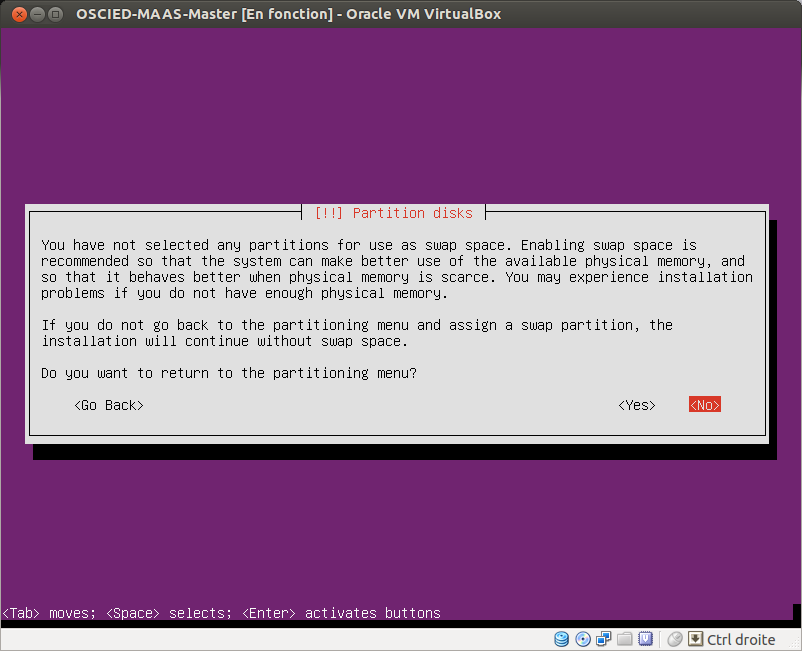 OSCIED-MAAS-Master [En fonction] - Oracle VM VirtualBox
[!!] Partition disks
You have not selected any partitions for use as swap space. Enabling swap space is
recommended so that the system can make better use of the available physical memory, and
so that it behaves better when physical memory is scarce. You may experience installation
problems if you do not have enough physical memory.
If you do not go back to the partitioning menu and assign a swap partition, the
installation will continue without swap space.
Do you want to return to the partitioning menu?
<Go Back> <Yes> <No>
<Tab> moves; <Space> selects; <Enter> activates buttons
Ctrl droite